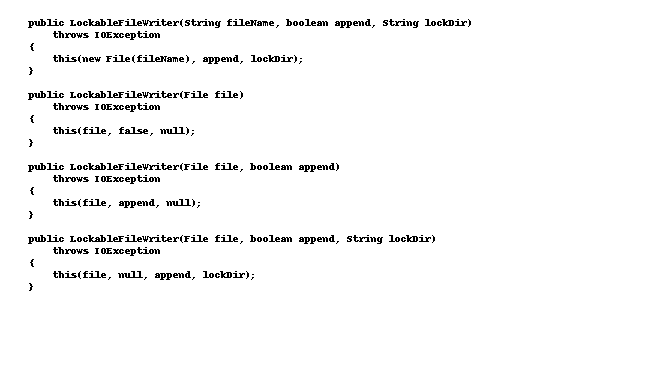 public LockableFileWriter(String fileName, boolean append, String lockDir)
    throws IOException
{
    this(new File(fileName), append, lockDir);
}

public LockableFileWriter(File file)
    throws IOException
{
    this(file, false, null);
}

public LockableFileWriter(File file, boolean append)
    throws IOException
{
    this(file, append, null);
}

public LockableFileWriter(File file, boolean append, String lockDir)
    throws IOException
{
    this(file, null, append, lockDir);
}